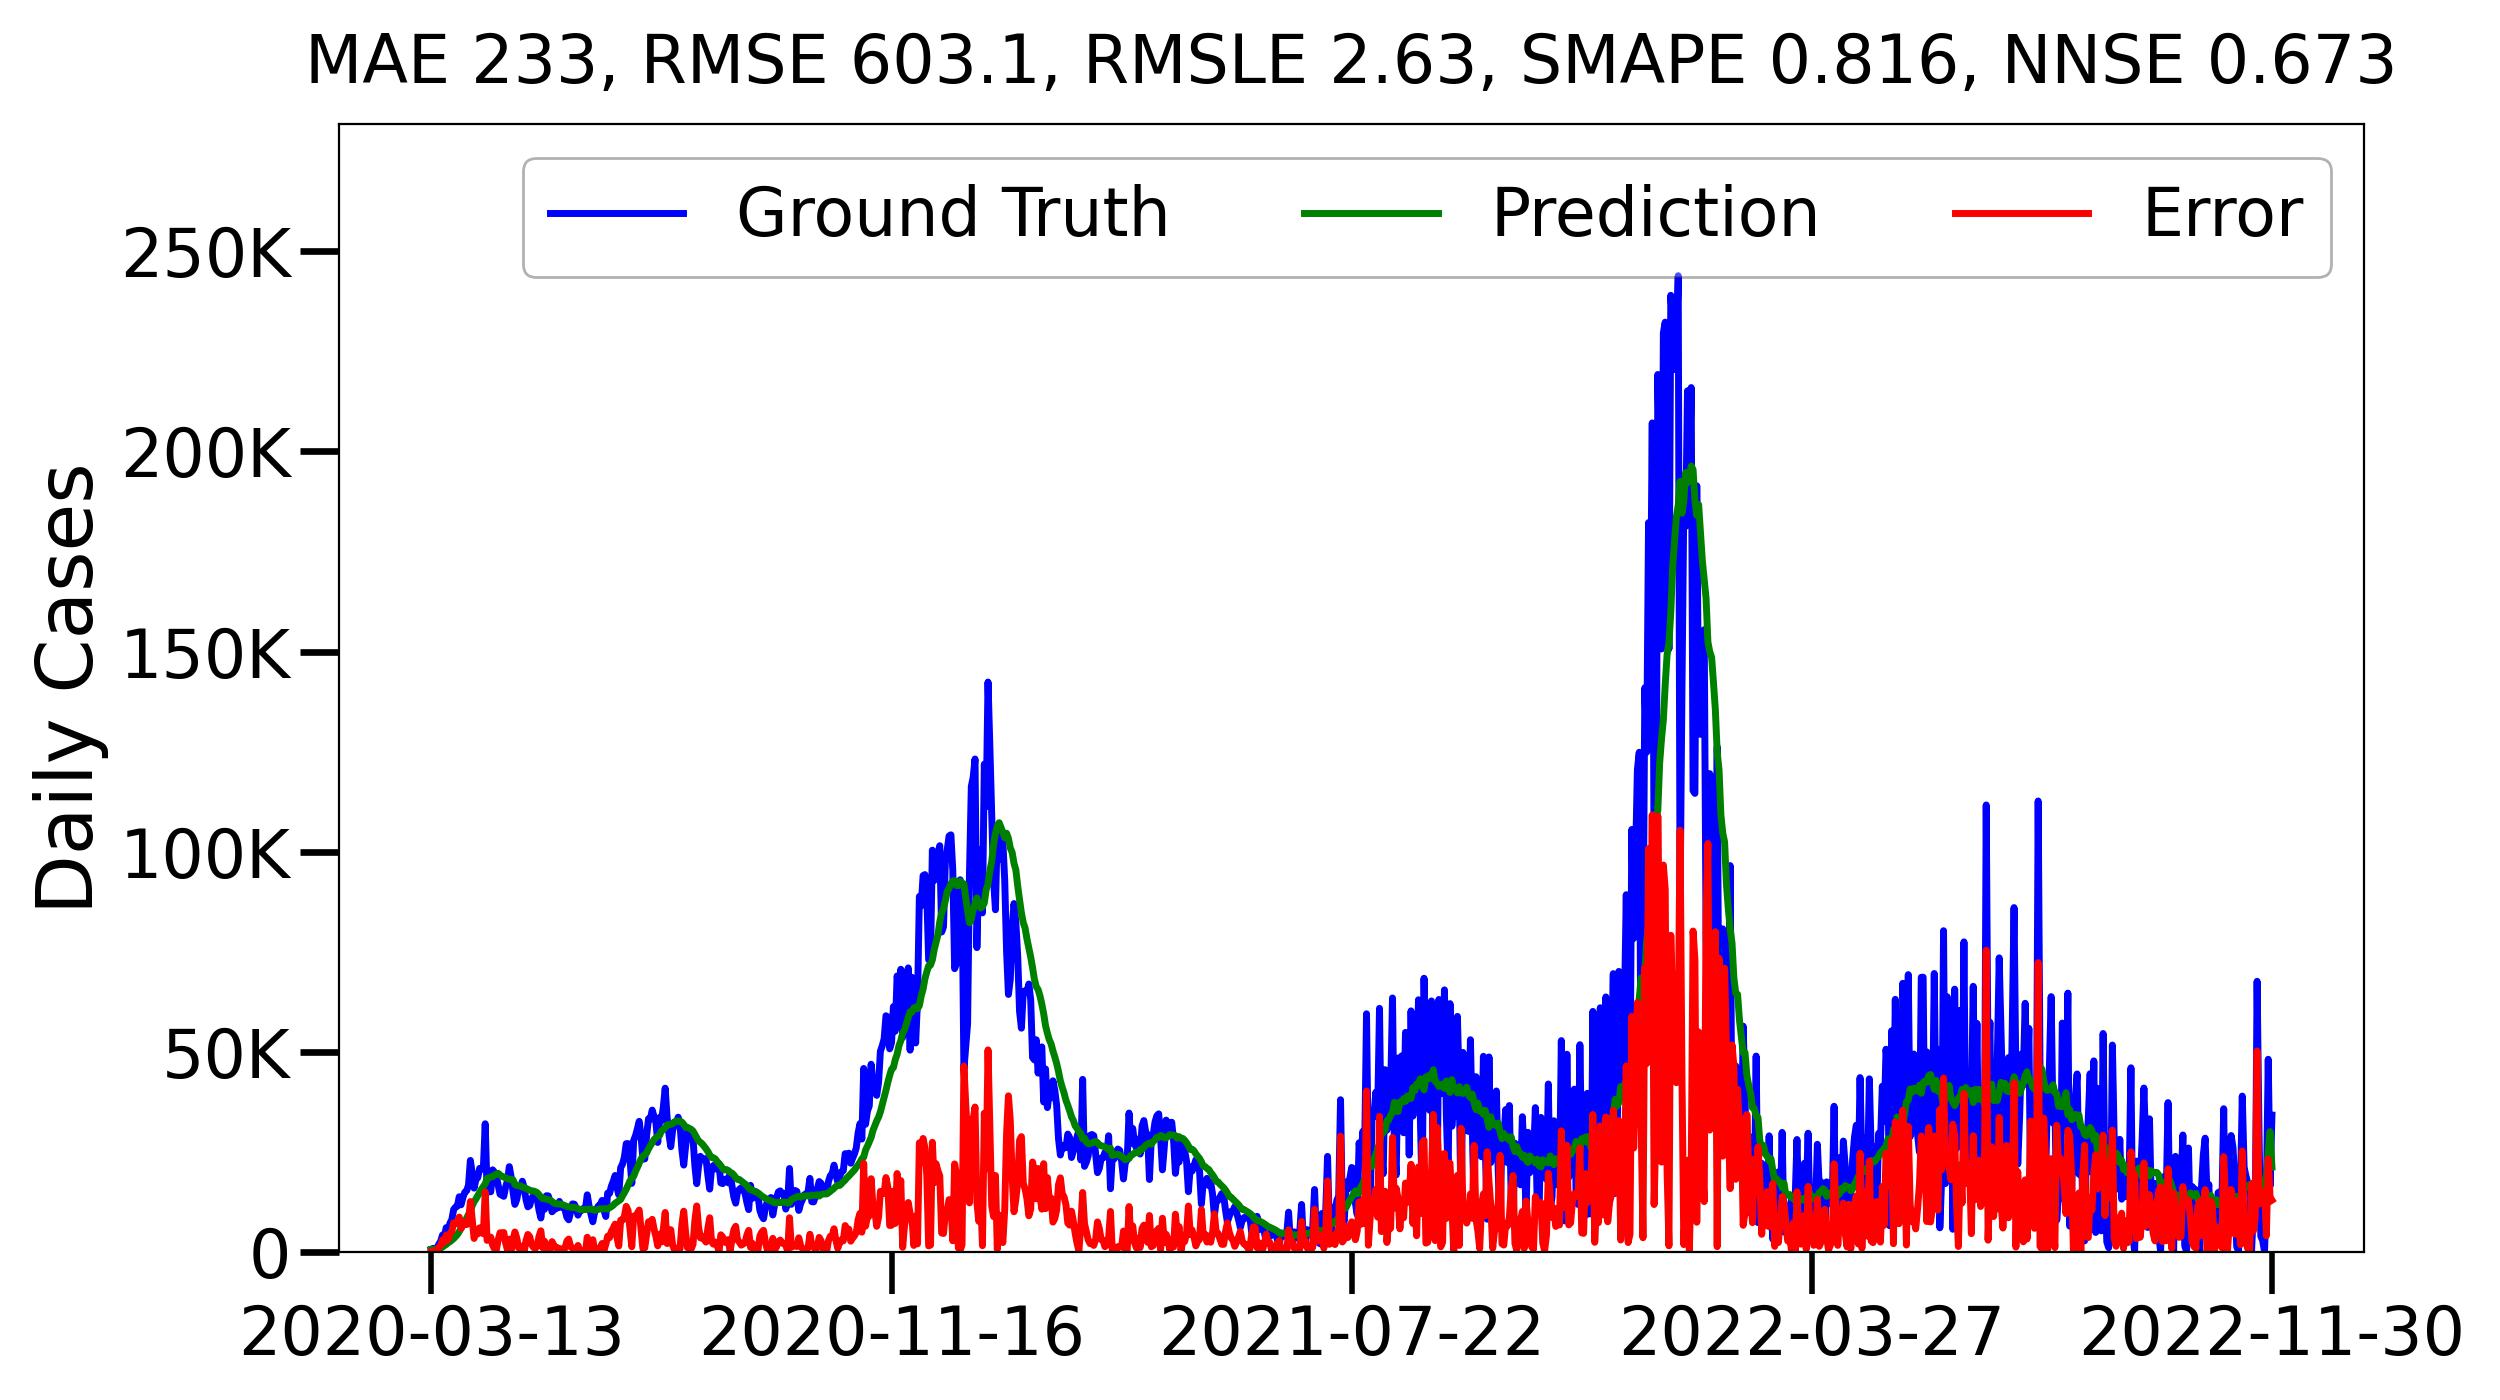 MAE 233, RMSE 603.1, RMSLE 2.63, SMAPE 0.816, NNSE 0.673
Ground Truth Prediction Error
Daily Cases
250K
200K
150K
100K
50K
0
2020-03-13 2020-11-16 2021-07-22 2022-03-27 2022-11-30